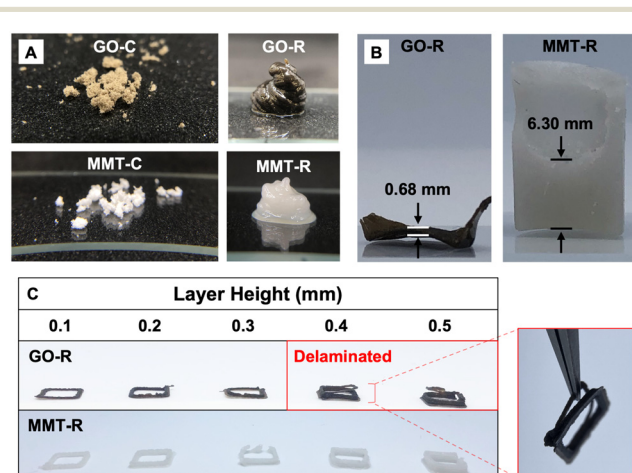 A
GO-C
GO-R
MMT-C
MMT-R
B
GO-R
MMT-R
0.68 mm
6.30 mm
C
Layer Height (mm)
0.1 0.2 0.3 0.4 0.5
GO-R
Delaminated
MMT-R